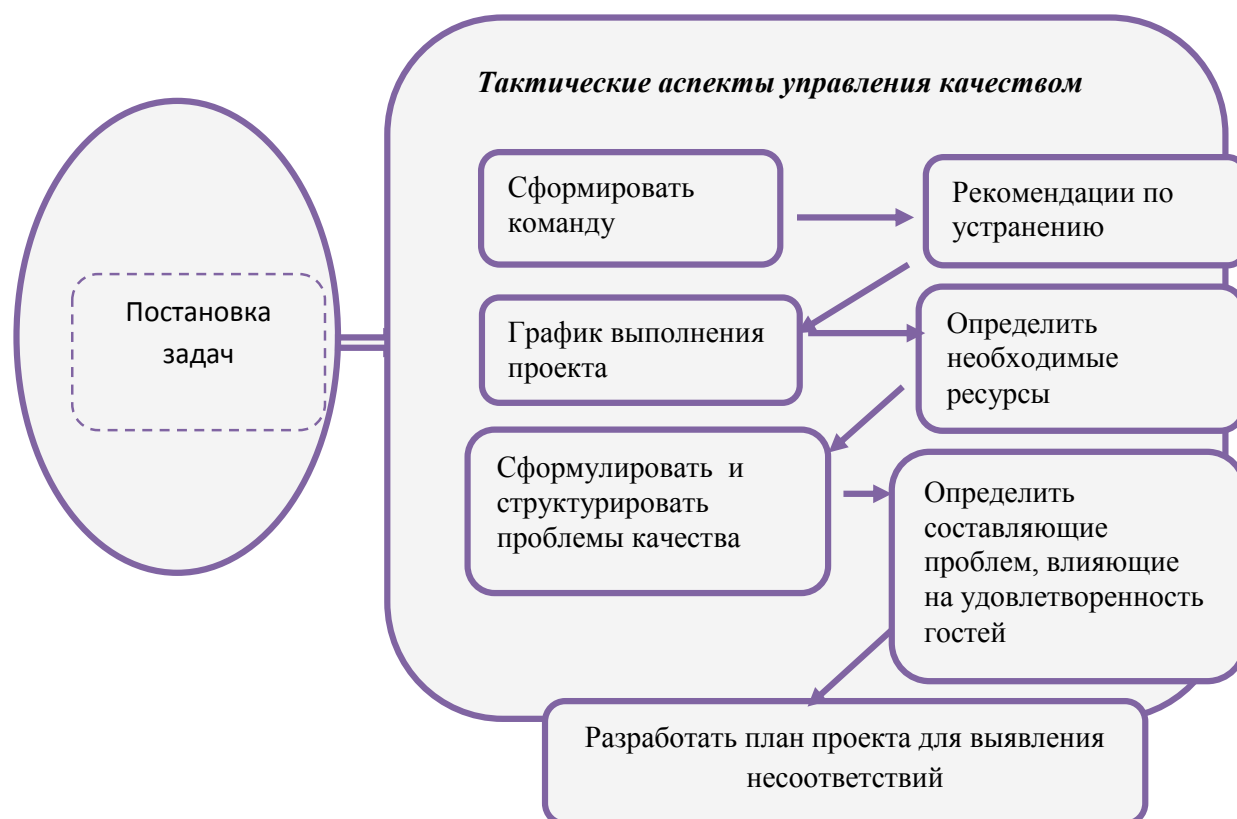 Тактические аспекты управления качеством
Постановка
задач
Сформировать
команду
Рекомендации по
устранению
График выполнения
проекта
Определить
необходимые
ресурсы
Сформулировать и
структурировать
проблемы качества
Определить
составляющие
проблем, влияющие
на удовлетворенность
гостей
Разработать план проекта для выявления
несоответствий